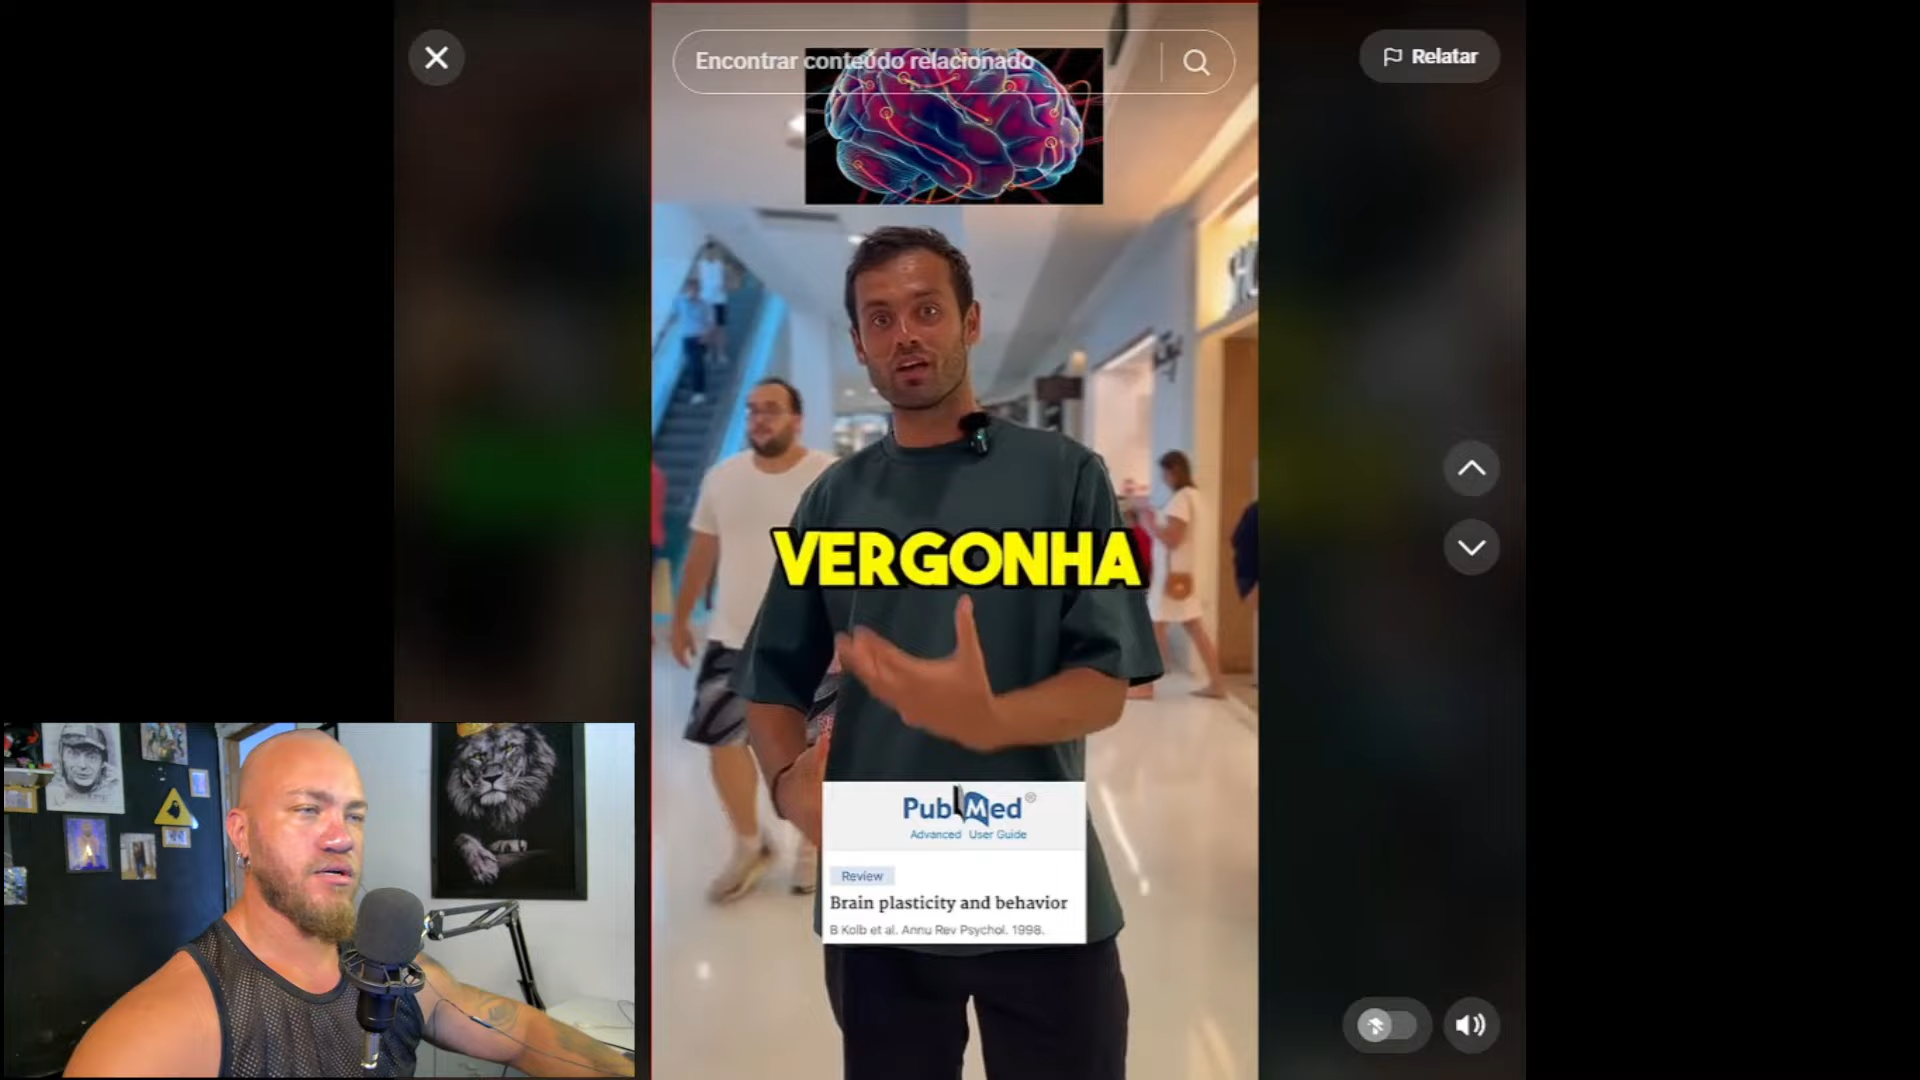 Encontrar conteúdo relacionado
Relatar
VERGONHA
PubMed®
Advanced User Guide
Review
Brain plasticity and behavior
B Kolb et al. Annu Rev Psychol. 1998.